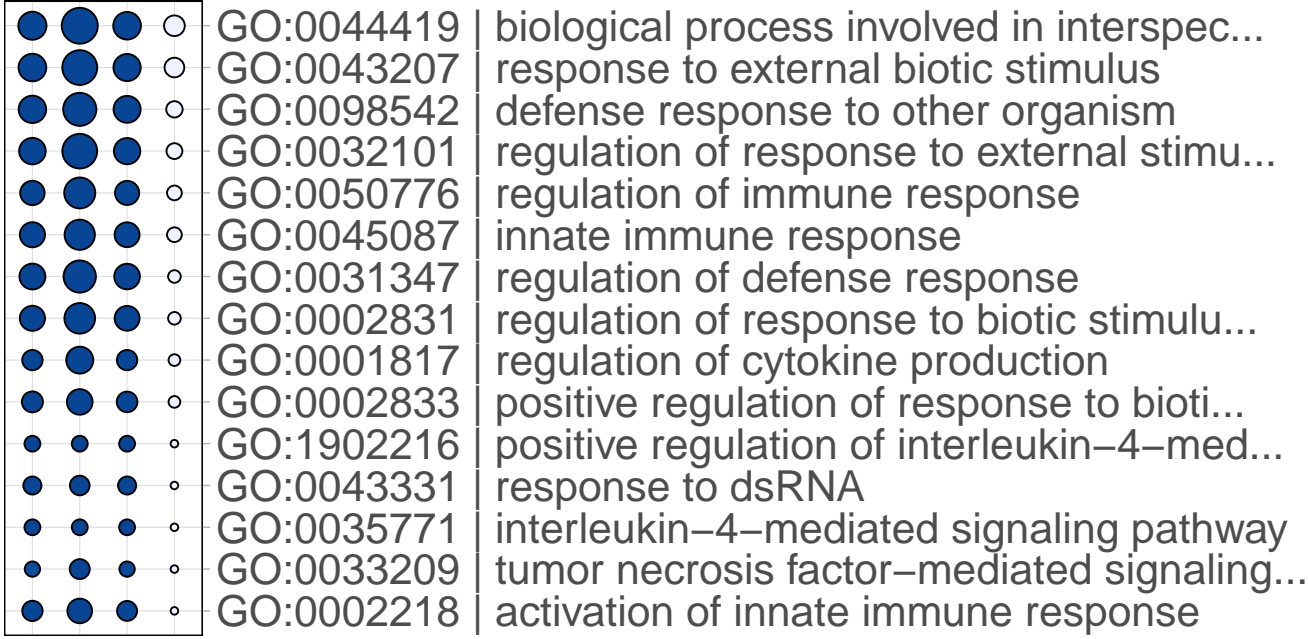 GO:0044419 | biological process involved in interspec...
GO:0043207 | response to external biotic stimulus
GO:0098542 | defense response to other organism
GO:0032101 | regulation of response to external stimu...
GO:0050776 | regulation of immune response
GO:0045087 | innate immune response
GO:0031347 | regulation of defense response
GO:0002831 | regulation of response to biotic stimulu...
GO:0001817 | regulation of cytokine production
GO:0002833 | positive regulation of response to bioti...
GO:1902216 | positive regulation of interleukin−4−med...
GO:0043331 | response to dsRNA
GO:0035771 | interleukin−4−mediated signaling pathway
GO:0033209 | tumor necrosis factor−mediated signaling...
GO:0002218 | activation of innate immune response